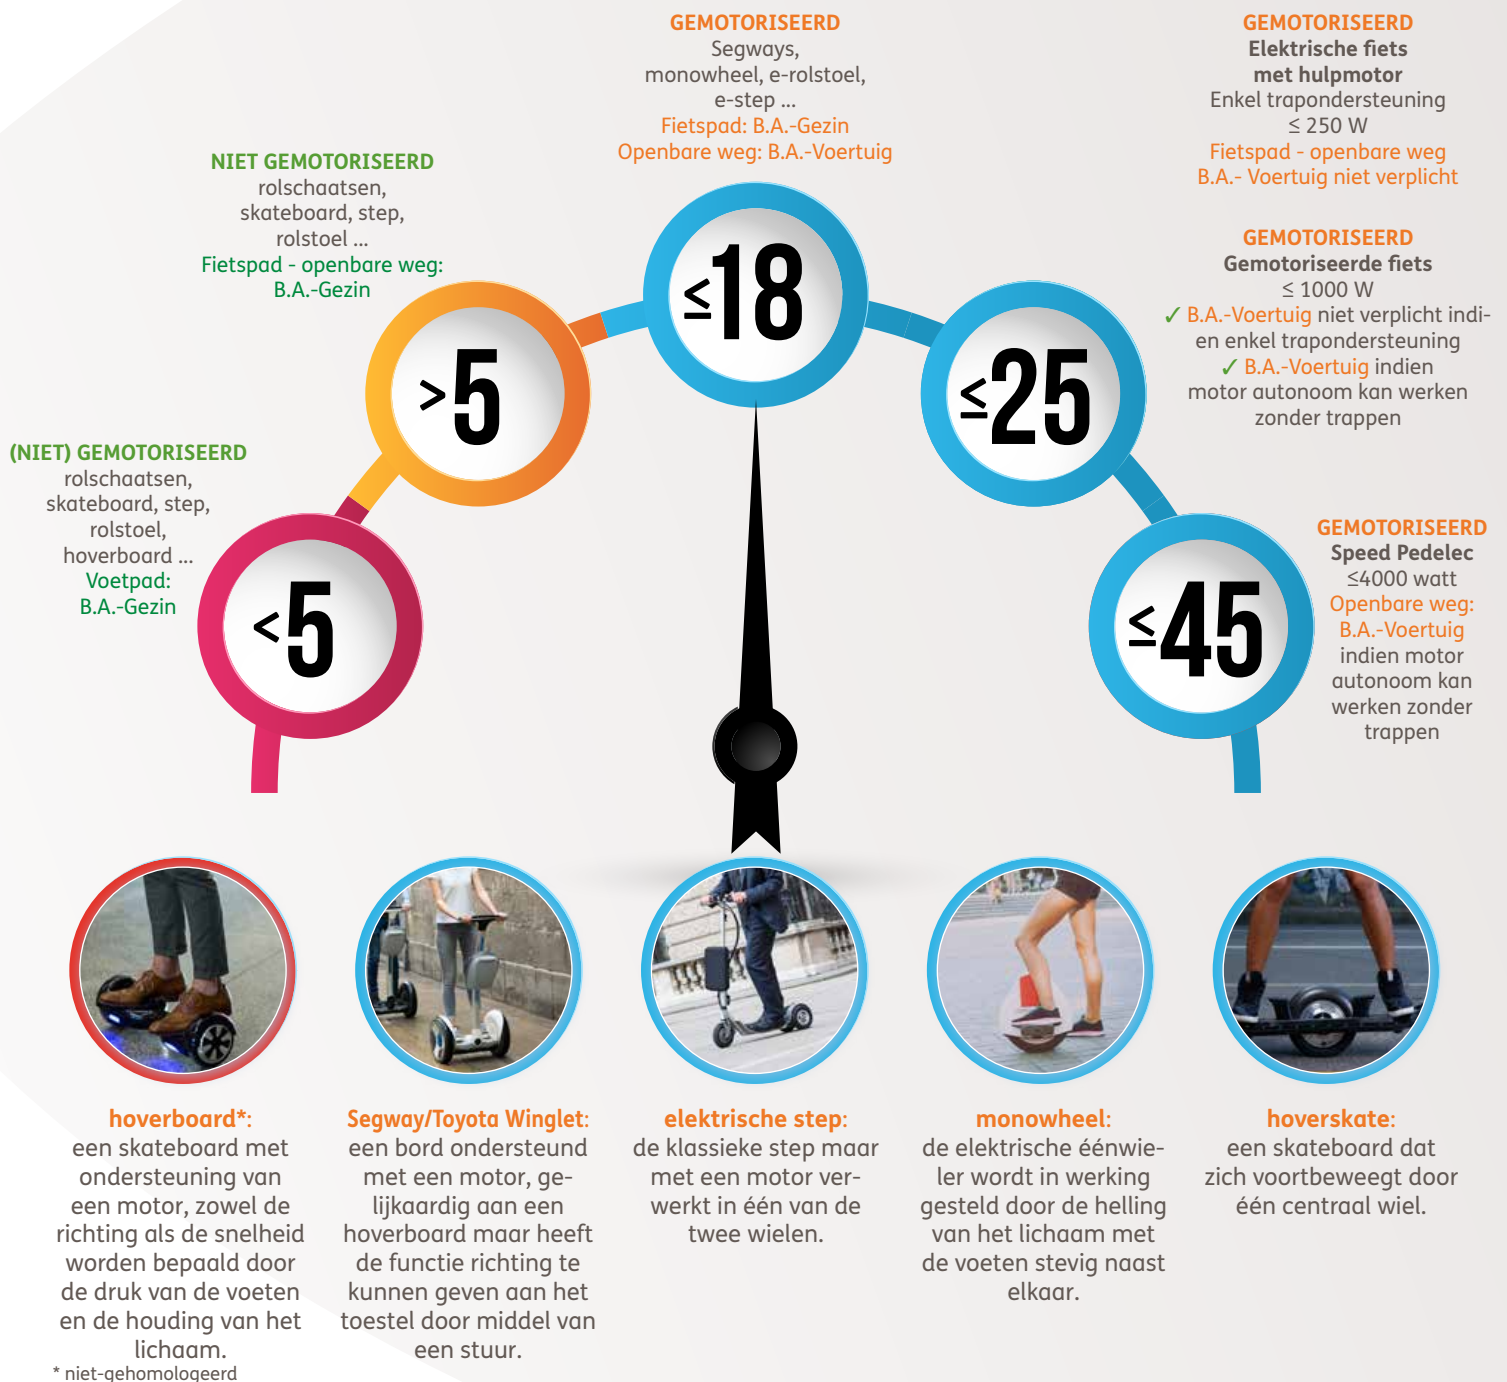 GEMOTORISEERD
Segways,
monowheel, e-rolstoel,
e-step ...
Fietspad: B.A.-Gezin
Openbare weg: B.A.-Voertuig
GEMOTORISEERD
Elektrische fiets
met hulpmotor
Enkel trapondersteuning
≤ 250 W
Fietspad - openbare weg
B.A.- Voertuig niet verplicht
NIET GEMOTORISEERD
rolschaatsen,
skateboard, step,
rolstoel ...
Fietspad - openbare weg:
B.A.-Gezin
GEMOTORISEERD
Gemotoriseerde fiets
≤ 1000 W
✓ B.A.-Voertuig niet verplicht indi-
en enkel trapondersteuning
✓ B.A.-Voertuig indien
motor autonoom kan werken
zonder trappen
≤18
>5
≤25
(NIET) GEMOTORISEERD
rolschaatsen,
skateboard, step,
rolstoel,
hoverboard ...
Voetpad:
B.A.-Gezin
<5
≤45
GEMOTORISEERD
Speed Pedelec
≤4000 watt
Openbare weg:
B.A.-Voertuig
indien motor
autonoom kan
werken zonder
trappen
hoverboard*:
een skateboard met
ondersteuning van
een motor, zowel de
richting als de snelheid
worden bepaald door
de druk van de voeten
en de houding van het
lichaam.
* niet-gehomologeerd
Segway/Toyota Winglet:
een bord ondersteund
met een motor, ge-
lijkaardig aan een
hoverboard maar heeft
de functie richting te
kunnen geven aan het
toestel door middel van
een stuur.
elektrische step:
de klassieke step maar
met een motor ver-
werkt in één van de
twee wielen.
monowheel:
de elektrische éénwie-
ler wordt in werking
gesteld door de helling
van het lichaam met
de voeten stevig naast
elkaar.
hoverskate:
een skateboard dat
zich voortbeweegt door
één centraal wiel.